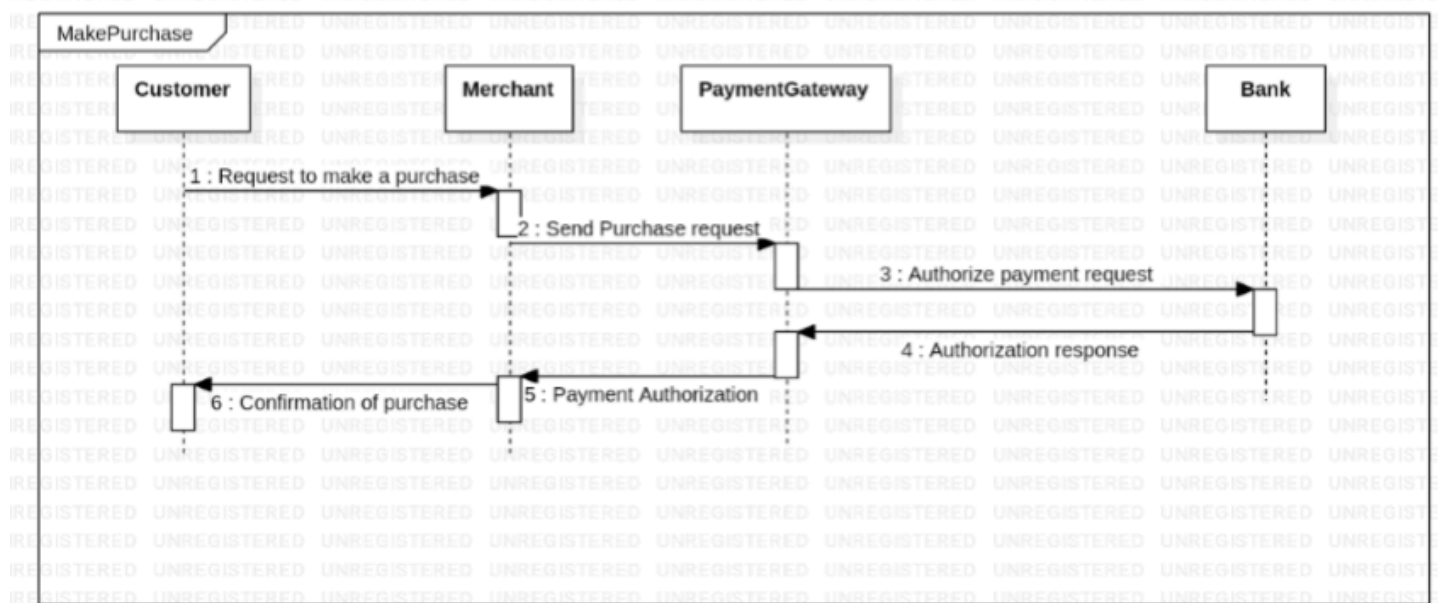 MakePurchase
Customer
Merchant
PaymentGateway
Bank
1 : Request to make a purchase
2 : Send Purchase request
3 : Authorize payment request
4 : Authorization response
5 : Payment Authorization
6 : Confirmation of purchase
UNREGISTERED